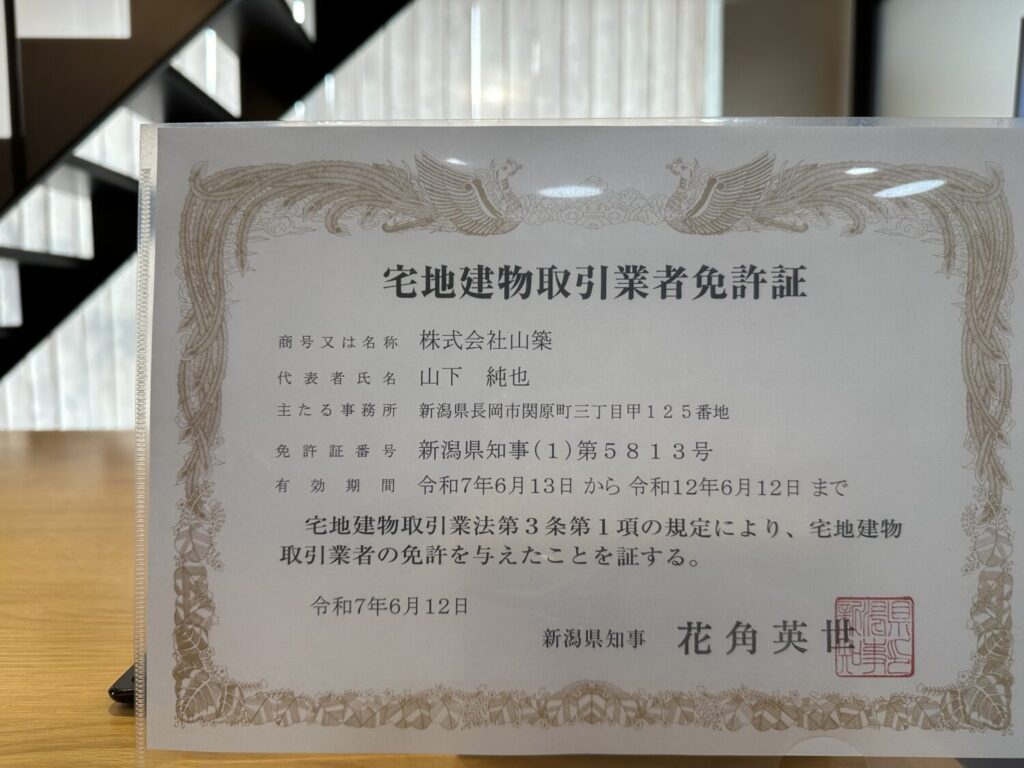 宅地建物取引業者免許証
商号又は名称 株式会社山築
代表者氏名 山下 純也
主たる事務所 新潟県長岡市関原町三丁目甲125番地
免許証番号 新潟県知事(1)第5813号
有効期間 令和7年6月13日 から 令和12年6月12日 まで
宅地建物取引業法第3条第1項の規定により、宅地建物
取引業者の免許を与えたことを証する。
令和7年6月12日
新潟県知事 花角英世